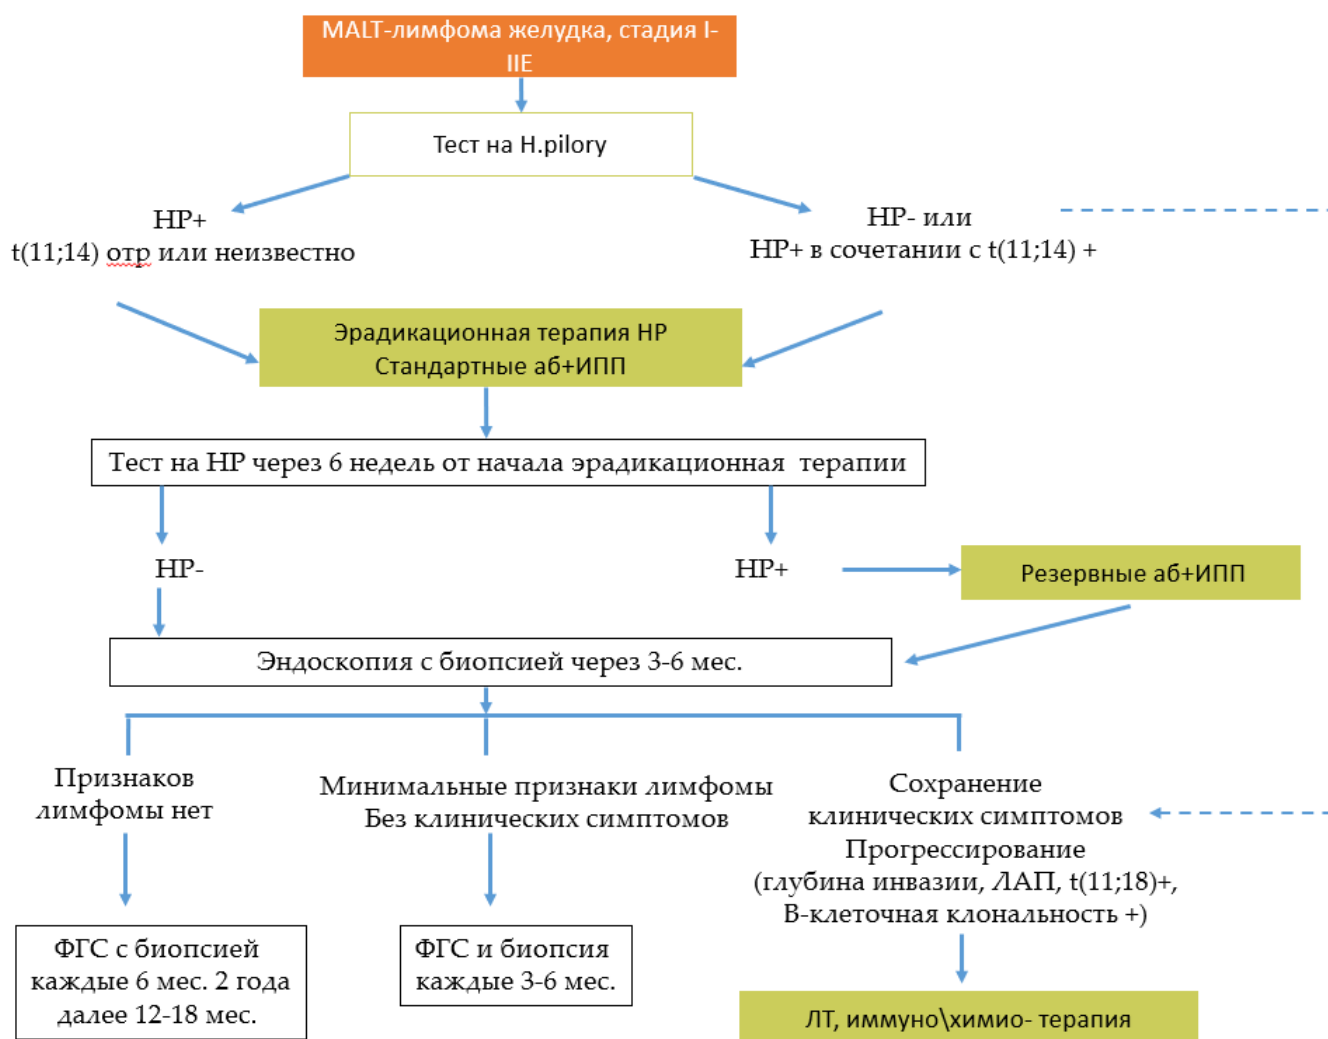 MALT-лимфома желудка, стадия I-
IIE
Тест на H.pilory
HP+
t(11;14) отр или неизвестно
HP- или
HP+ в сочетании с t(11;14) +
Эрадикационная терапия HP
Стандартные аб+ИПП
Тест на HP через 6 недель от начала эрадикационная терапии
HP-
HP+
Резервные аб+ИПП
Эндоскопия с биопсией через 3-6 мес.
Признаков
лимфомы нет
Минимальные признаки лимфомы
Без клинических симптомов
Сохранение
клинических симптомов
Прогрессирование
(глубина инвазии, ЛАП, t(11;18)+,
В-клеточная клональность +)
ФГС с биопсией
каждые 6 мес. 2 года
далее 12-18 мес.
ФГС и биопсия
каждые 3-6 мес.
ЛТ, иммуно\химио- терапия